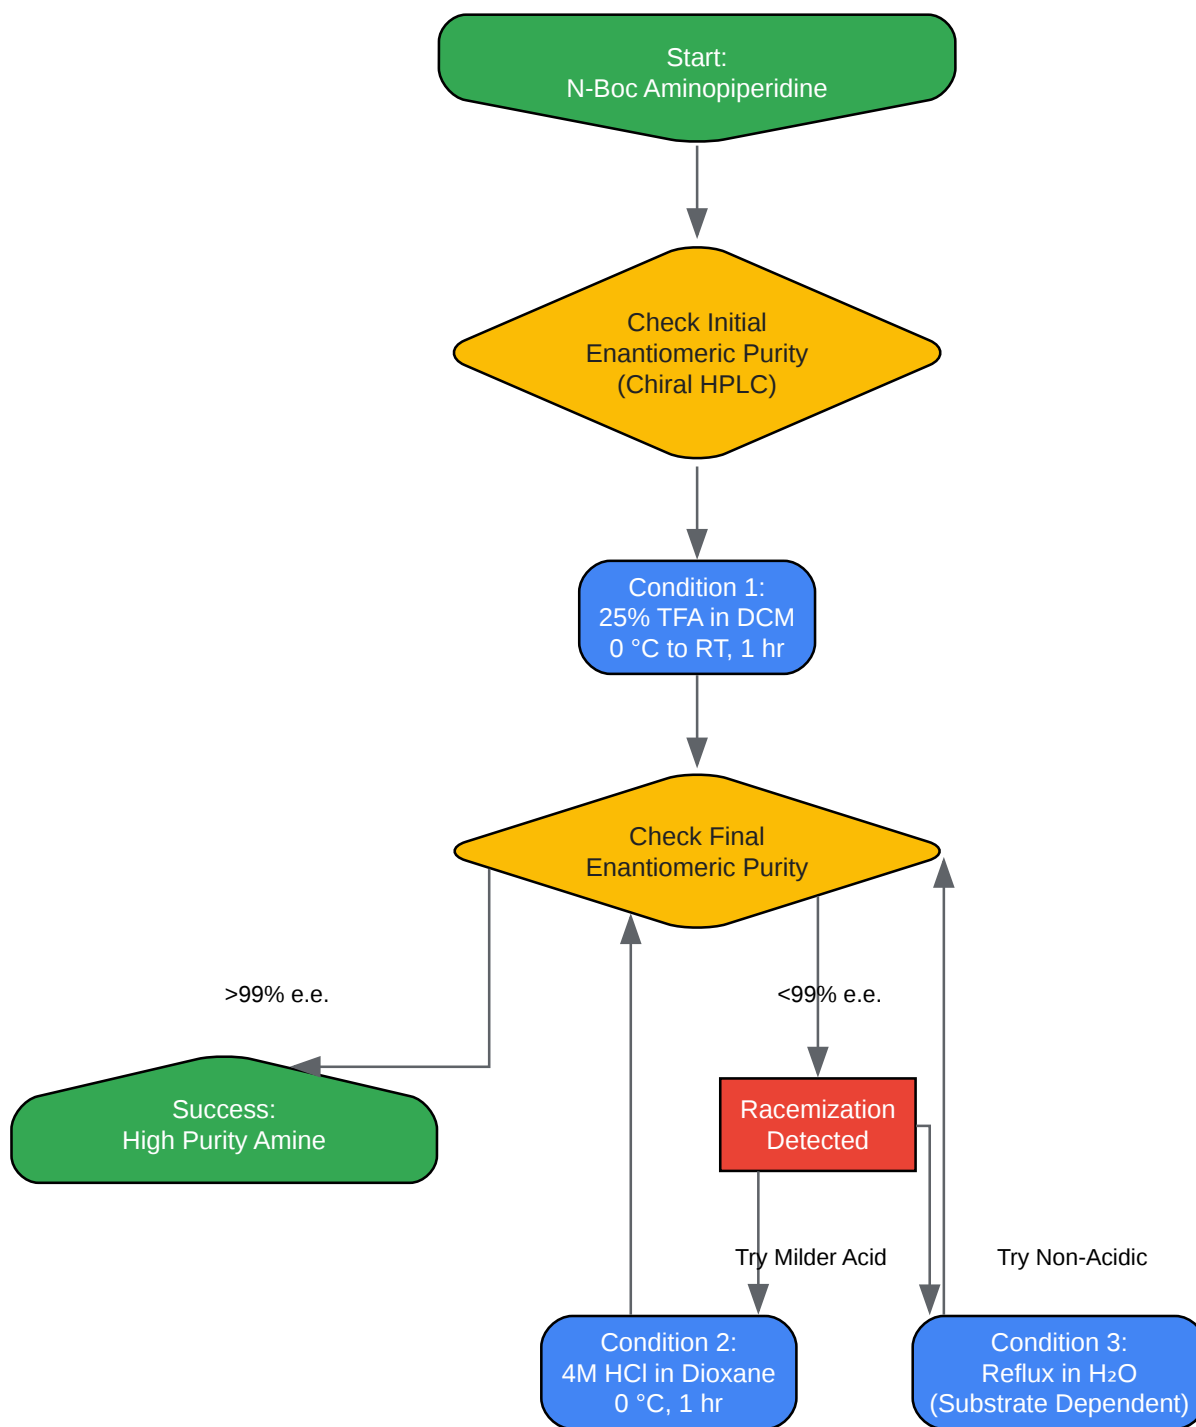 Start:
N-Boc Aminopiperidine
Check Initial
Enantiomeric Purity
(Chiral HPLC)
Condition 1:
25% TFA in DCM
0 °C to RT, 1 hr
Check Final
Enantiomeric Purity
>99% e.e.
<99% e.e.
Success:
High Purity Amine
Racemization
Detected
Try Milder Acid
Try Non-Acidic
Condition 2:
4M HCl in Dioxane
0 °C, 1 hr
Condition 3:
Reflux in H₂O
(Substrate Dependent)